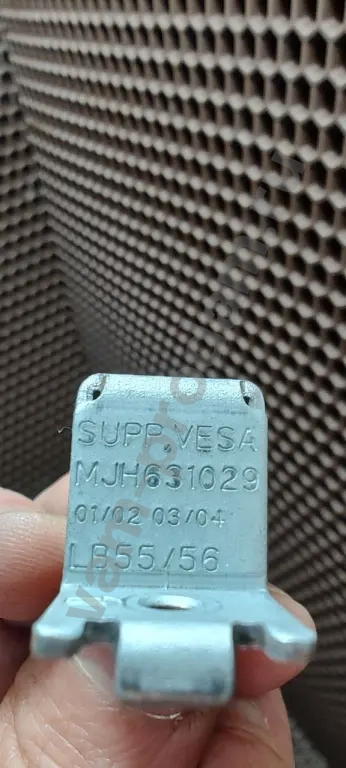 SUPP. VESA
MJH631029
01/02 03/04
LB55/56